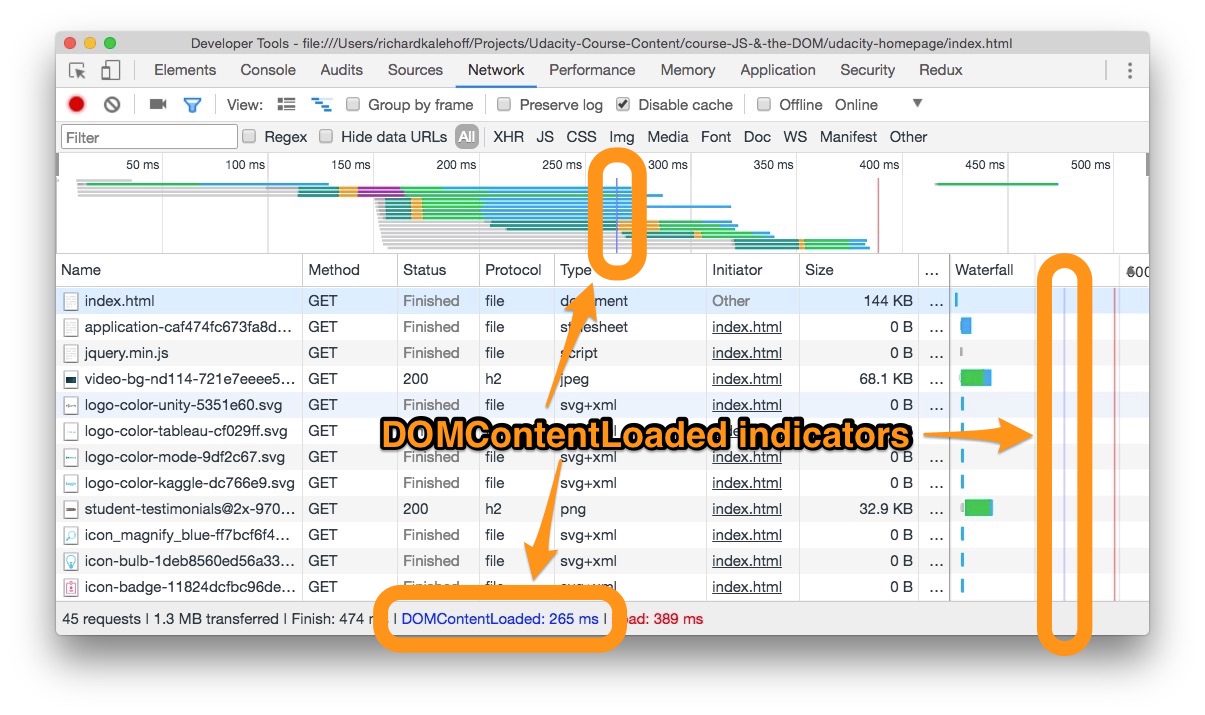 Developer Tools - file:///Users/richardkalehoff/Projects/Udacity-Course-Content/course-JS-&-the-DOM/udacity-homepage/index.html
Elements Console Audits Sources Network Performance Memory Application Security Redux
View: Group by frame Preserve log Disable cache Offline Online
Filter Regex Hide data URLs All XHR JS CSS Img Media Font Doc WS Manifest Other
50 ms 100 ms 150 ms 200 ms 250 ms 300 ms 350 ms 400 ms 450 ms 500 ms
Name Method Status Protocol Type Initiator Size ... Waterfall
index.html GET Finished file document Other 144 KB ...
application-caf474fc673fa8d... GET Finished file stylesheet index.html 0 B ...
jquery.min.js GET Finished file script index.html 0 B ...
video-bg-nd114-721e7eeee5... GET 200 h2 jpeg index.html 68.1 KB ...
logo-color-unity-5351e60.svg GET Finished file svg+xml index.html 0 B ...
logo-color-tableau-cf029ff.svg GET
DOMContentLoaded indicators
logo-color-mode-9df2c67.svg GET Finished file svg+xml index.html 0 B ...
logo-color-kaggle-dc766e9.svg GET Finished file svg+xml index.html 0 B ...
student-testimonials@2x-970... GET 200 h2 png index.html 32.9 KB ...
icon_magnify_blue-ff7bcf6f4... GET Finished file svg+xml index.html 0 B ...
icon-bulb-1deb8560ed56a33... GET Finished file svg+xml index.html 0 B ...
icon-badge-11824dcfbc96de... GET Finished file svg+xml index.html 0 B ...
45 requests | 1.3 MB transferred | Finish: 474 | DOMContentLoaded: 265 ms | Load: 389 ms